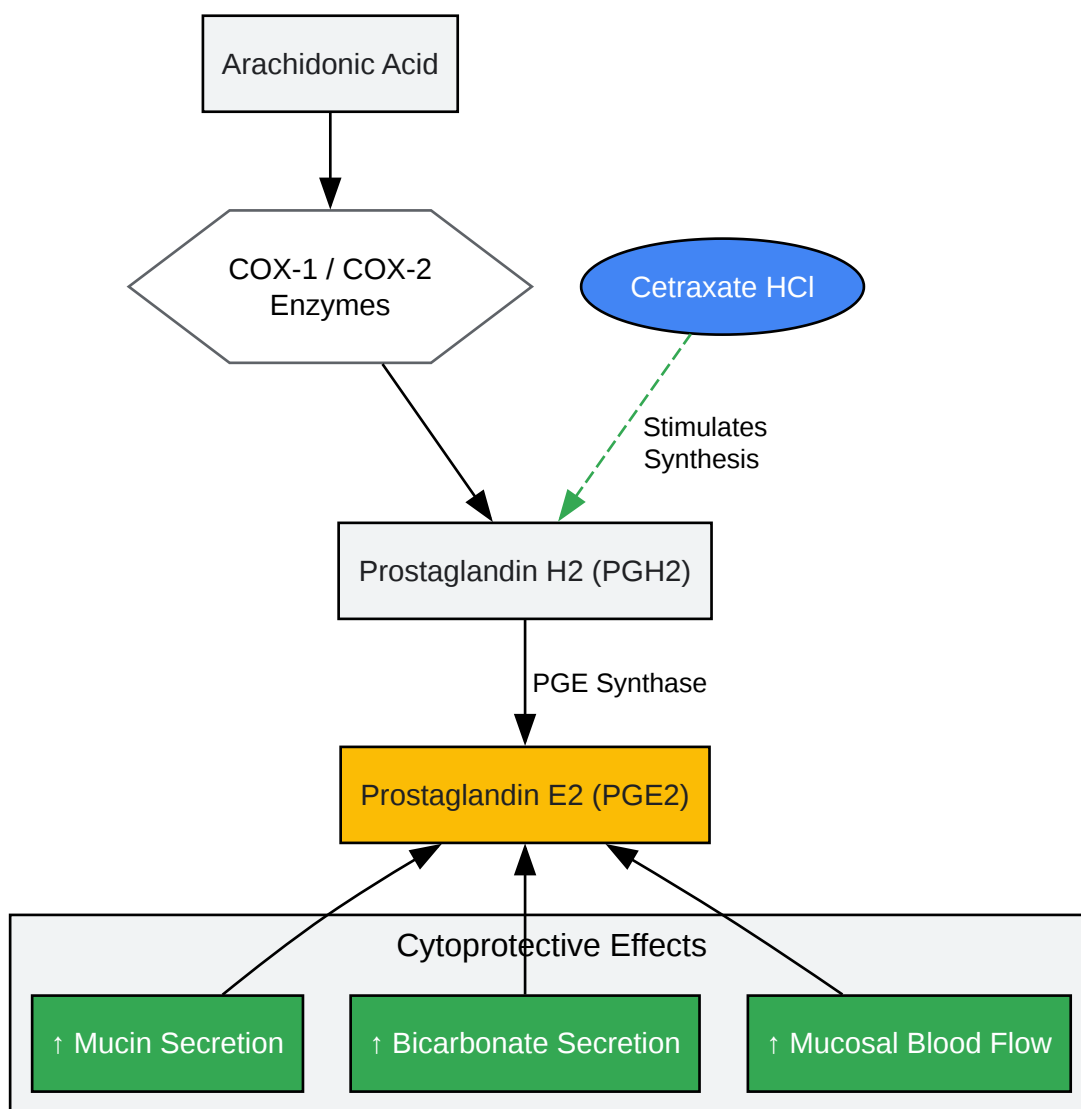 Arachidonic Acid
COX-1 / COX-2
Enzymes
Cetraxate HCl
Stimulates
Synthesis
Prostaglandin H2 (PGH2)
PGE Synthase
Prostaglandin E2 (PGE2)
Cytoprotective Effects
↑ Mucin Secretion
↑ Bicarbonate Secretion
↑ Mucosal Blood Flow